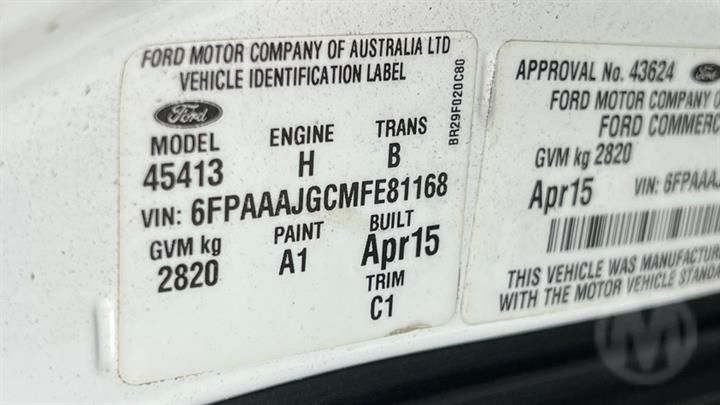 FORD MOTOR COMPANY OF AUSTRALIA LTD
VEHICLE IDENTIFICATION LABEL
Ford
MODEL ENGINE TRANS
45413 H B
VIN: 6FPAAAJGCMFE81168
GVM kg PAINT BUILT
2820 A1 Apr15
TRIM
C1
BR29F020C80
APPROVAL No. 43624 Ford
FORD MOTOR COMPANY OF
FORD COMMERC
GVM kg 2820
Apr15 6FPAAAJ
THIS VEHICLE WAS MANUFACTUR
WITH THE MOTOR VEHICLE STANDA
M